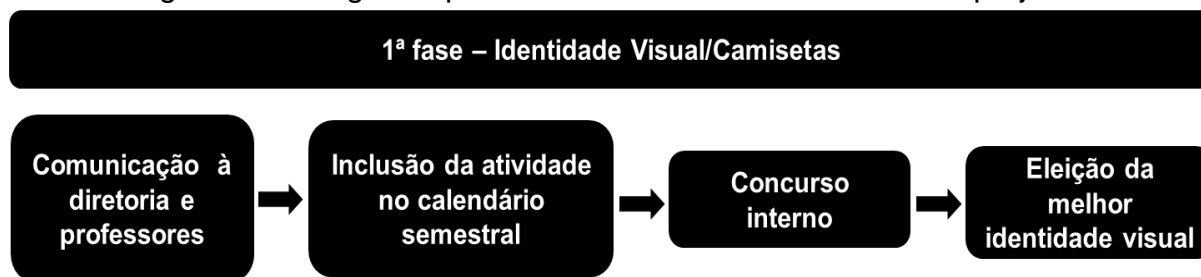 1ª fase – Identidade Visual/Camisetas
Comunicação à
diretoria e
professores
Inclusão da atividade
no calendário
semestral
Concurso
interno
Eleição da
melhor
identidade visual